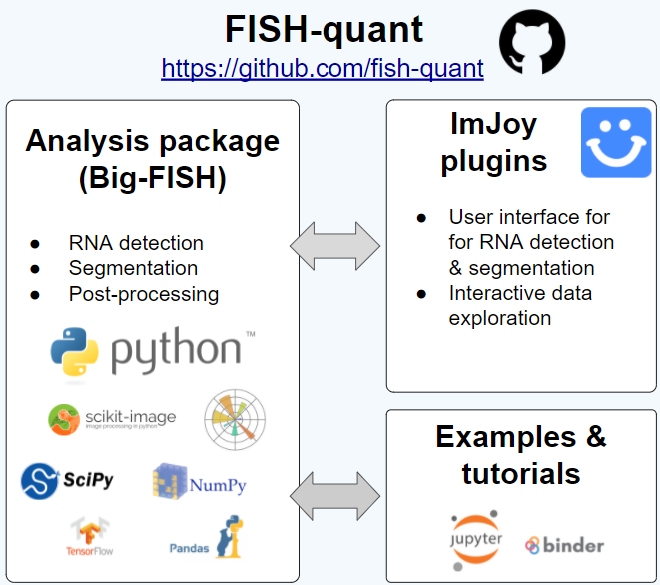 FISH-quant
https://github.com/fish-quant
Analysis package
(Big-FISH)
● RNA detection
● Segmentation
● Post-processing
python™
scikit-image
image processing in python
SciPy
NumPy
TensorFlow
Pandas
ImJoy
plugins
● User interface for
for RNA detection
& segmentation
● Interactive data
exploration
Examples &
tutorials
jupyter
binder